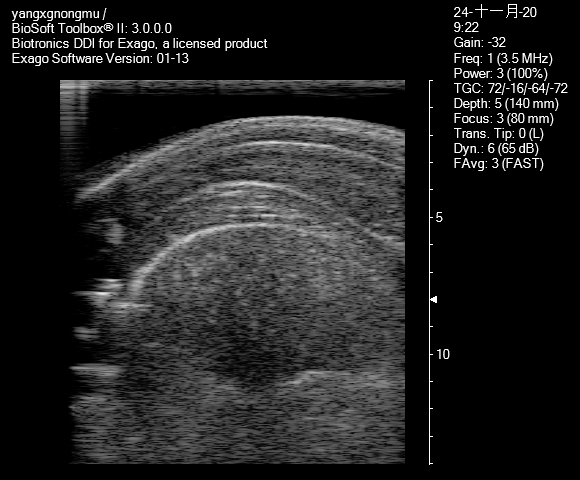 yangxgnongmu /
BioSoft Toolbox® II: 3.0.0.0
Biotronics DDI for Exago, a licensed product
Exago Software Version: 01-13
24-十一月-20
9:22
Gain: -32
Freq: 1 (3.5 MHz)
Power: 3 (100%)
TGC: 72/-16/-64/-72
Depth: 5 (140 mm)
Focus: 3 (80 mm)
Trans. Tip: 0 (L)
Dyn.: 6 (65 dB)
FAvg: 3 (FAST)
5
10